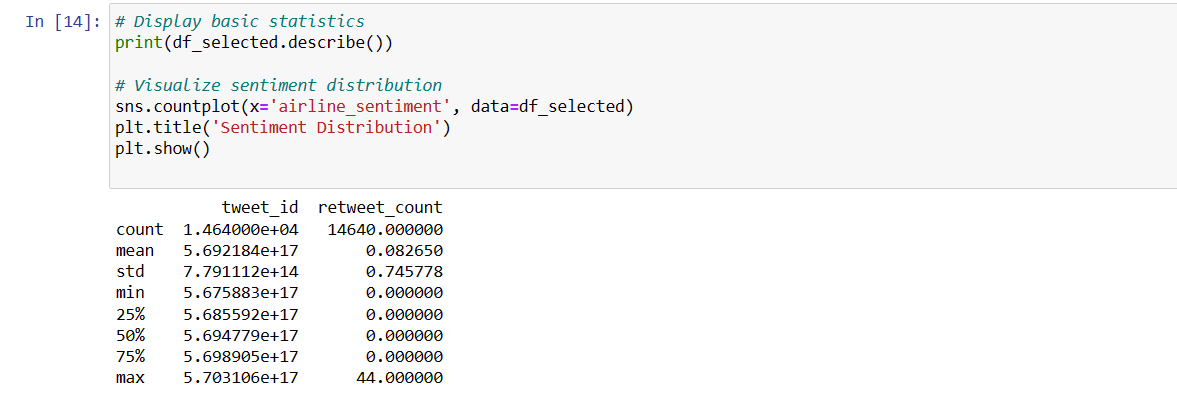 In [14]: # Display basic statistics
print(df_selected.describe())
# Visualize sentiment distribution
sns.countplot(x='airline_sentiment', data=df_selected)
plt.title('Sentiment Distribution')
plt.show()
tweet_id retweet_count
count 1.464000e+04 14640.000000
mean 5.692184e+17 0.082650
std 7.791112e+14 0.745778
min 5.675883e+17 0.000000
25% 5.685592e+17 0.000000
50% 5.694779e+17 0.000000
75% 5.698905e+17 0.000000
max 5.703106e+17 44.000000